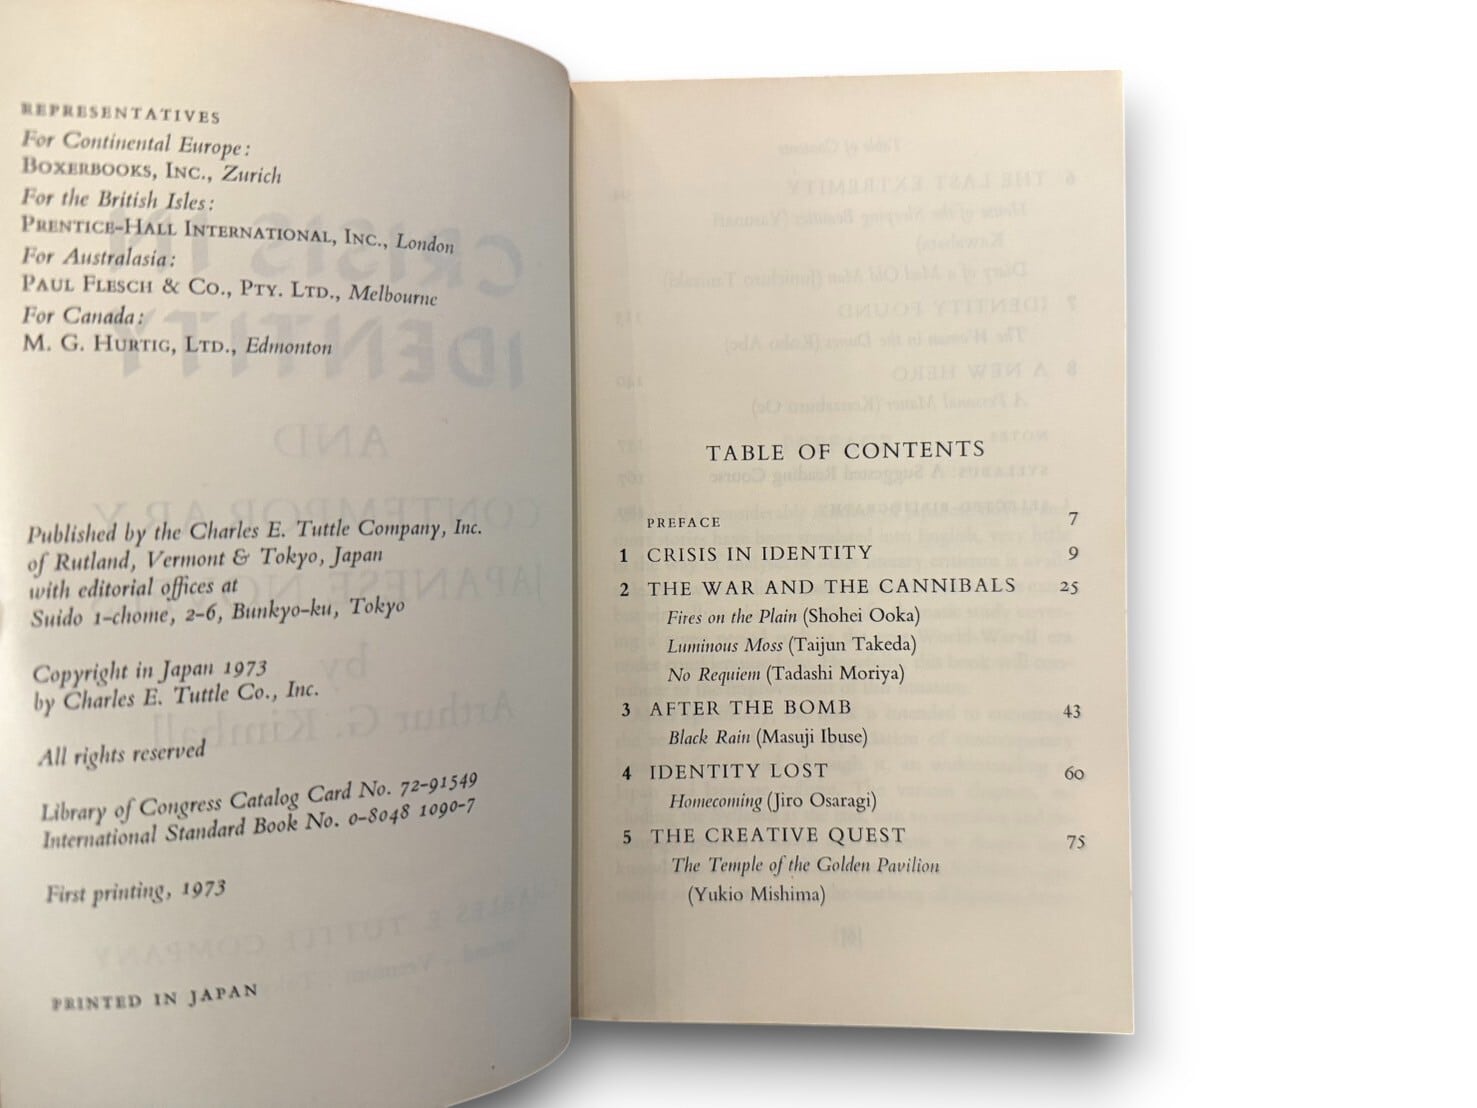 REPRESENTATIVES
For Continental Europe:
BOXERBOOKS, INC., Zurich
For the British Isles:
PRENTICE-HALL INTERNATIONAL, INC., London
For Australasia:
PAUL FLESCH & CO., PTY. LTD., Melbourne
For Canada:
M. G. HURTIG, LTD., Edmonton
Published by the Charles E. Tuttle Company, Inc.
of Rutland, Vermont & Tokyo, Japan
with editorial offices at
Suido 1-chome, 2-6, Bunkyo-ku, Tokyo
Copyright in Japan 1973
by Charles E. Tuttle Co., Inc.
All rights reserved
Library of Congress Catalog Card No. 72-91549
International Standard Book No. 0-8048 1090-7
First printing, 1973
PRINTED IN JAPAN
TABLE OF CONTENTS
PREFACE 7
1 CRISIS IN IDENTITY 9
2 THE WAR AND THE CANNIBALS 25
Fires on the Plain (Shohei Ooka)
Luminous Moss (Taijun Takeda)
No Requiem (Tadashi Moriya)
3 AFTER THE BOMB 43
Black Rain (Masuji Ibuse)
4 IDENTITY LOST 60
Homecoming (Jiro Osaragi)
5 THE CREATIVE QUEST 75
The Temple of the Golden Pavilion
(Yukio Mishima)